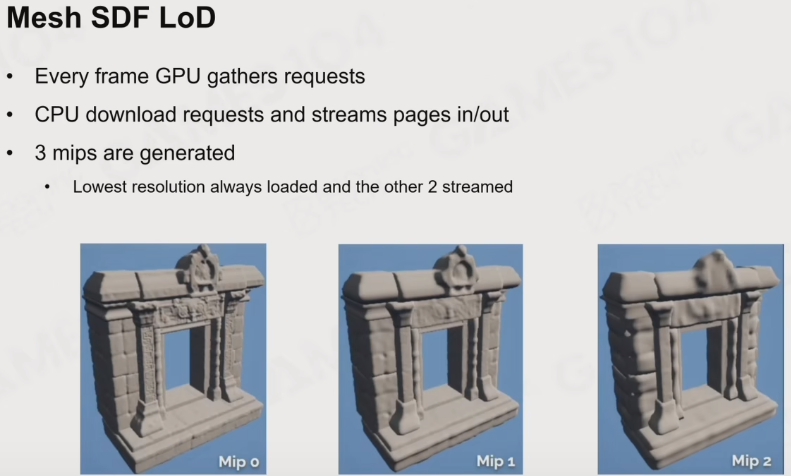 Mesh SDF LoD
• Every frame GPU gathers requests
• CPU download requests and streams pages in/out
• 3 mips are generated
• Lowest resolution always loaded and the other 2 streamed
Mip 0
Mip 1
Mip 2